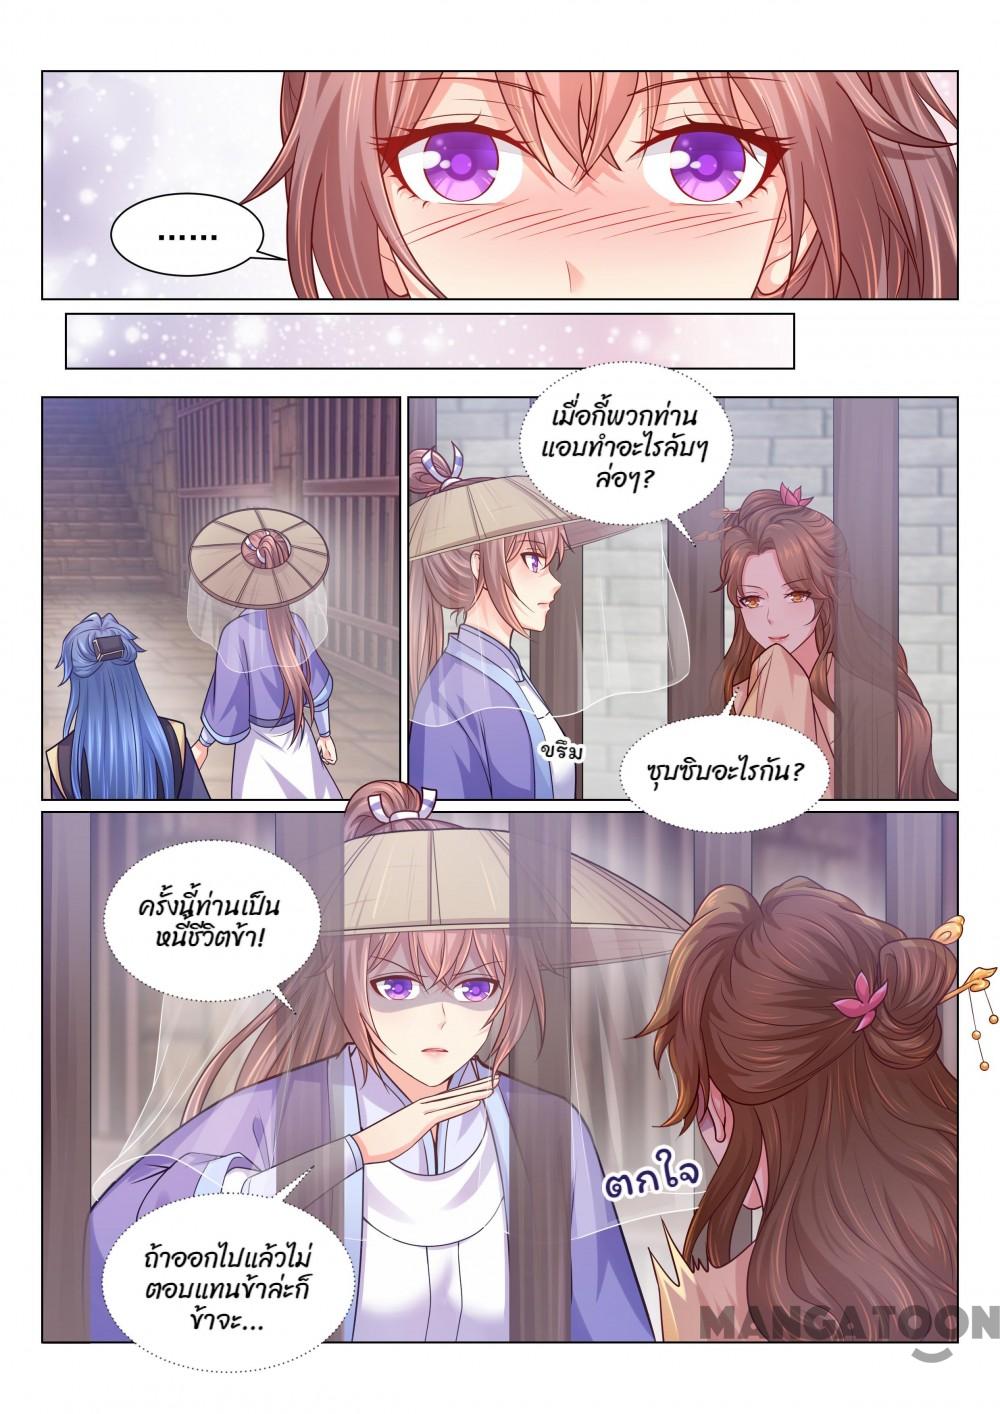 ······
เมื่อกี้พวกท่าน
แอบทำอะไรลับๆ
ล่อๆ?
ขรึม
ซุบซิบอะไรกัน?
ครั้งนี้ท่านเป็น
หนี้ชีวิตข้า!
ตกใจ
ถ้าออกไปแล้วไม่
ตอบแทนข้าล่ะก็
ข้าจะ...
MANGATOON